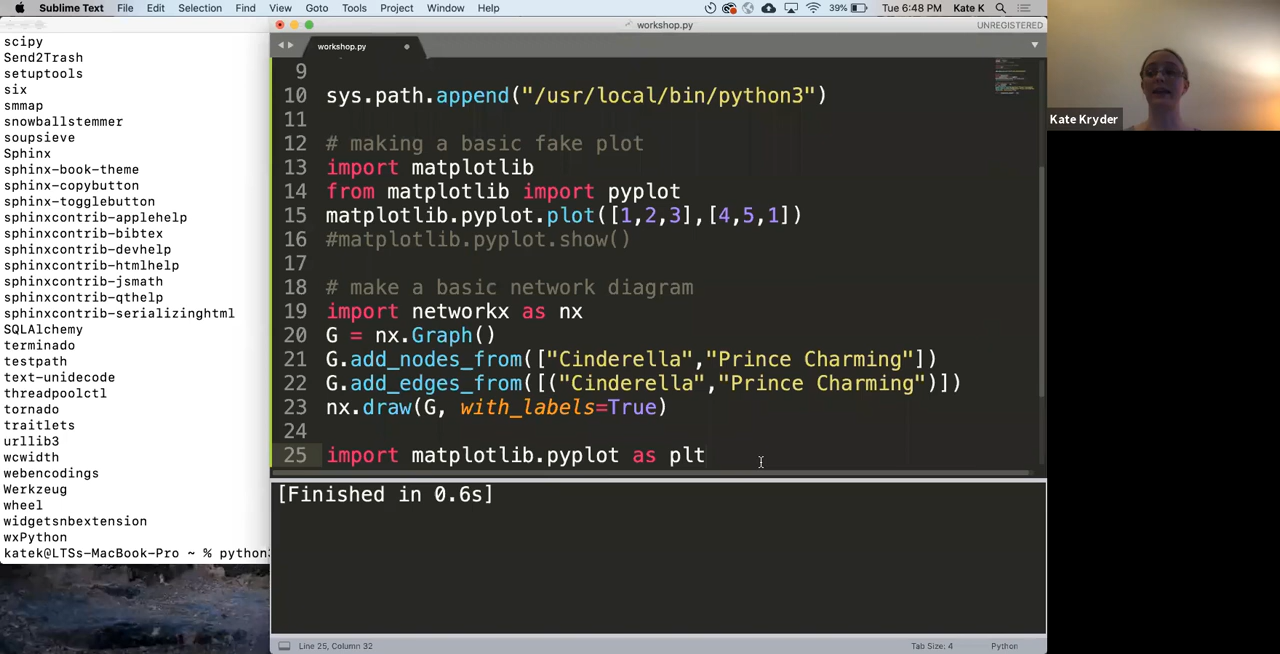 Sublime Text File Edit Selection Find View Goto Tools Project Window Help 39% Tue 6:48 PM Kate K
scipy
Send2Trash
setuptools
six
smmap
snowballstemmer
soupsieve
Sphinx
sphinx-book-theme
sphinx-copybutton
sphinx-togglebutton
sphinxcontrib-applehelp
sphinxcontrib-bibtex
sphinxcontrib-devhelp
sphinxcontrib-htmlhelp
sphinxcontrib-jsmath
sphinxcontrib-qthelp
sphinxcontrib-serializinghtml
SQLAlchemy
terminado
testpath
text-unidecode
threadpoolctl
tornado
traitlets
urllib3
wcwidth
webencodings
Werkzeug
wheel
widgetsnbextension
wxPython
katek@LTSs-MacBook-Pro ~ % python3
workshop.py
UNREGISTERED
workshop.py
9
10 sys.path.append("/usr/local/bin/python3")
11
12 # making a basic fake plot
13 import matplotlib
14 from matplotlib import pyplot
15 matplotlib.pyplot.plot([1,2,3],[4,5,1])
16 #matplotlib.pyplot.show()
17
18 # make a basic network diagram
19 import networkx as nx
20 G = nx.Graph()
21 G.add_nodes_from(["Cinderella","Prince Charming"])
22 G.add_edges_from([("Cinderella","Prince Charming")])
23 nx.draw(G, with_labels=True)
24
25 import matplotlib.pyplot as plt
[Finished in 0.6s]
Line 25, Column 32
Tab Size: 4
Python
Kate Kryder